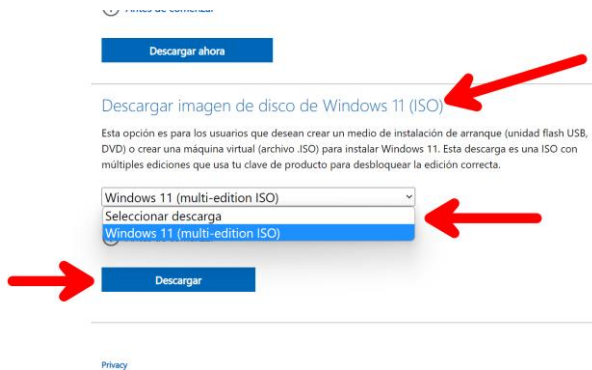 Antes de comenzar
Descargar ahora
Descargar imagen de disco de Windows 11 (ISO)
Esta opción es para los usuarios que desean crear un medio de instalación de arranque (unidad flash USB,
DVD) o crear una máquina virtual (archivo .ISO) para instalar Windows 11. Esta descarga es una ISO con
múltiples ediciones que usa tu clave de producto para desbloquear la edición correcta.
Windows 11 (multi-edition ISO)
Seleccionar descarga
Windows 11 (multi-edition ISO)
Descargar
Privacy